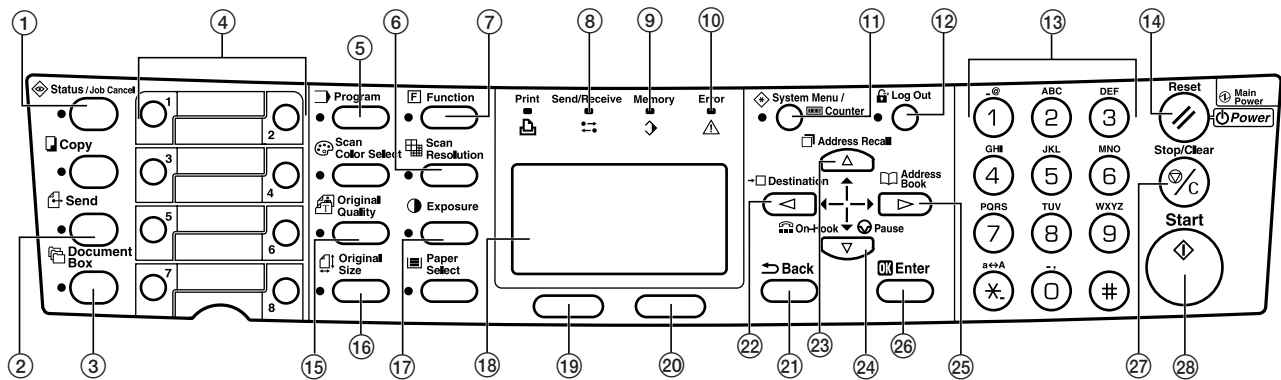 1 4 5 6 7 8 9 10 11 12 13 14
Status / Job Cancel
Copy
Send
Document
Box
1
2
3
4
5
6
7
8
Program
Scan
Color Select
Original
Quality
Original
Size
F Function
Scan
Resolution
Exposure
Paper
Select
Print Send/Receive Memory Error
System Menu /
Counter
Log Out
Address Recall
Destination
Address
Book
On-Hook
Pause
Back
OK Enter
.@ ABC DEF
1 2 3
GHI JKL MNO
4 5 6
PQRS TUV WXYZ
7 8 9
a↔A -,
*. 0 #
Reset
Main
Power
Power
Stop/Clear
/C
Start
2 3 15 16 17 18 19 20 21 22 23 24 25 26 27 28